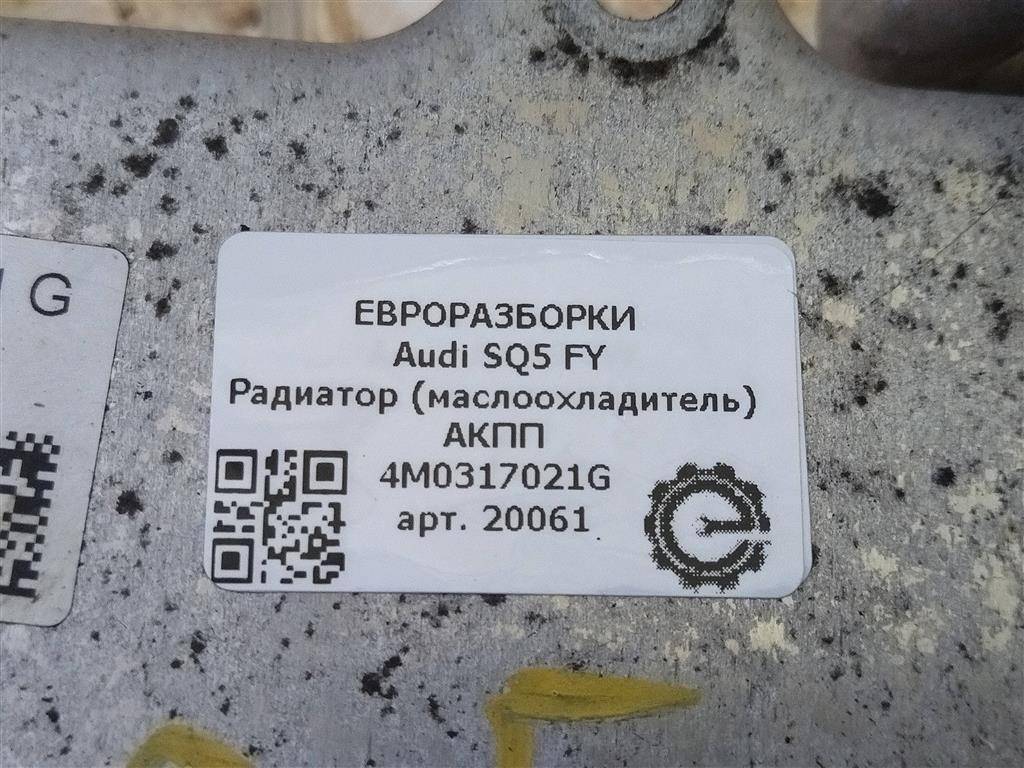 G
ЕВРОРАЗБОРКИ
Audi SQ5 FY
Радиатор (маслоохладитель)
АКПП
4M0317021G
арт. 20061